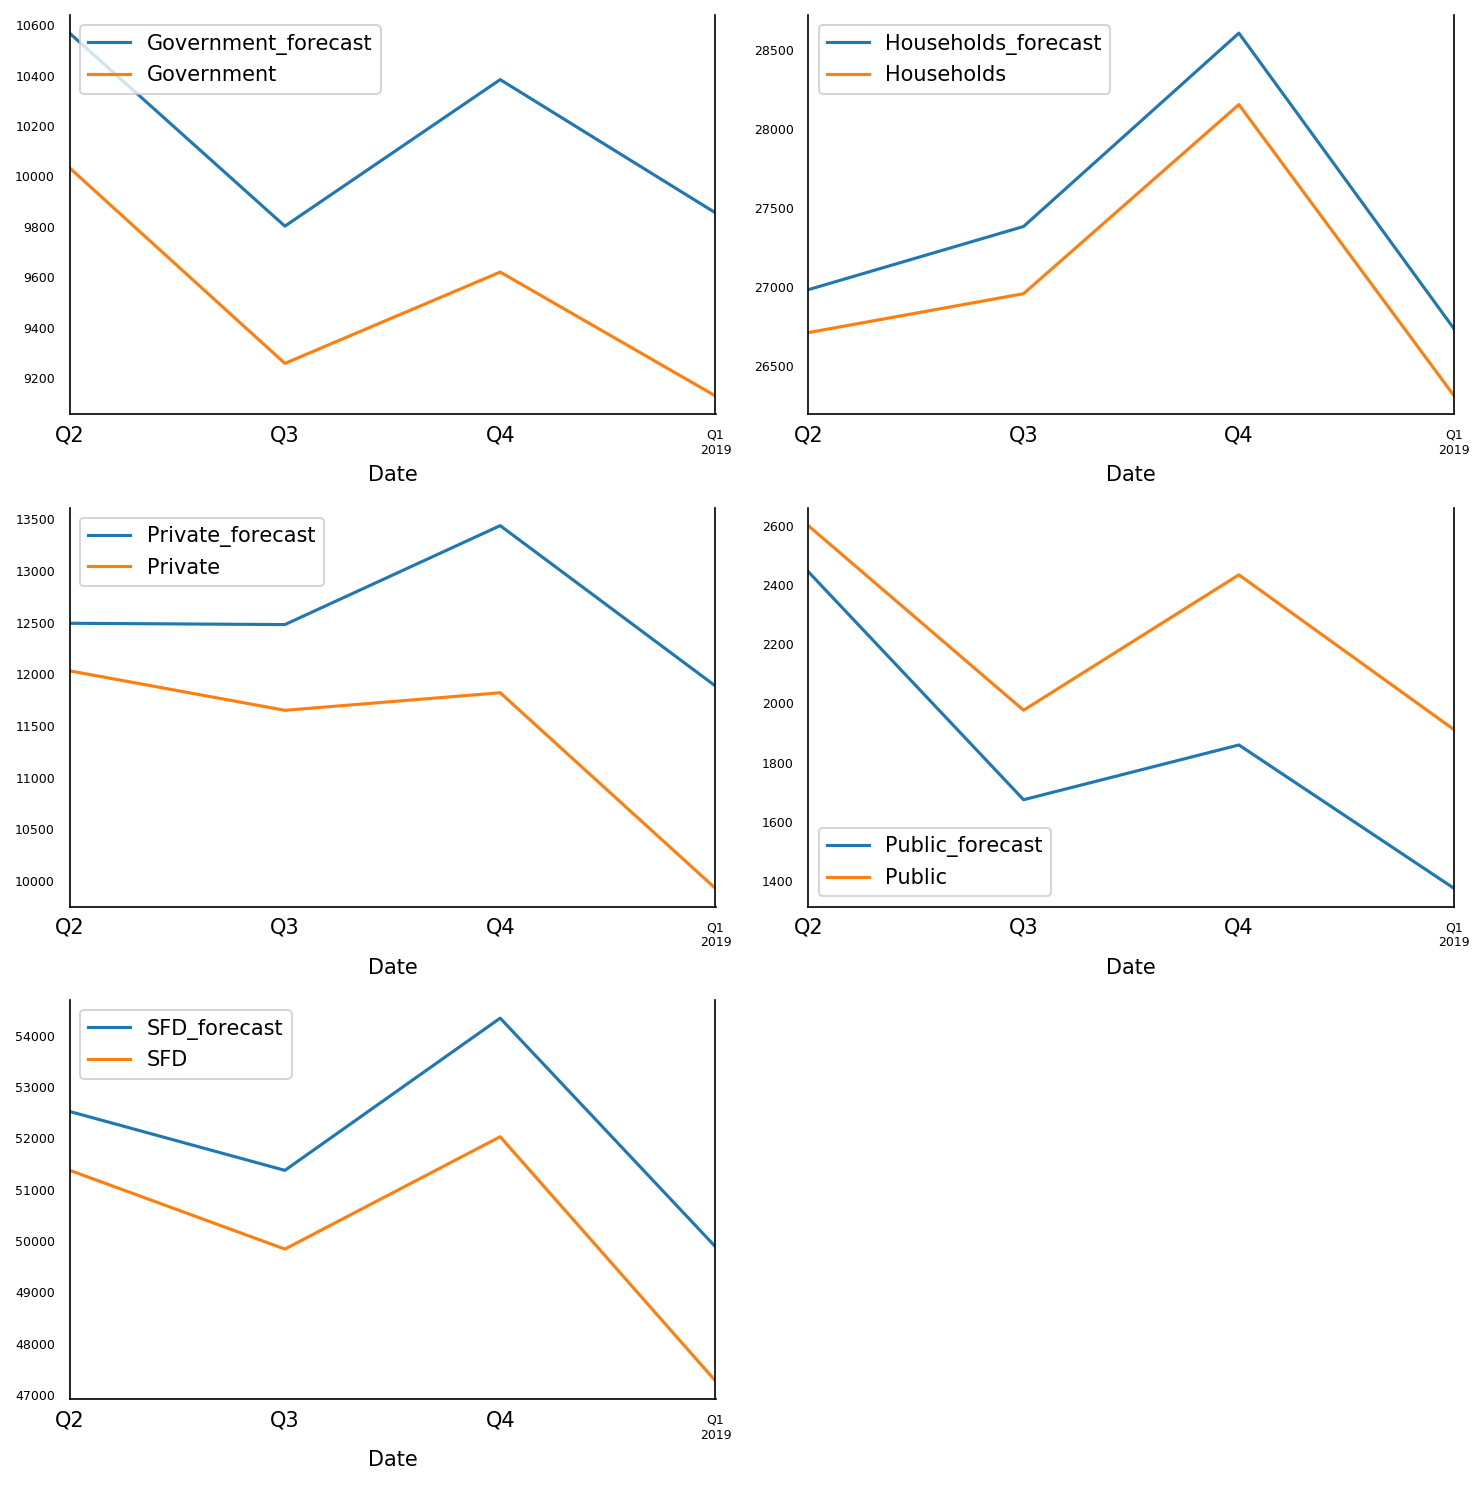 Government_forecast
Government
10600
10400
10200
10000
9800
9600
9400
9200
Q2 Q3 Q4 Q1
2019
Date
Households_forecast
Households
28500
28000
27500
27000
26500
Q2 Q3 Q4 Q1
2019
Date
Private_forecast
Private
13500
13000
12500
12000
11500
11000
10500
10000
Q2 Q3 Q4 Q1
2019
Date
2600
2400
2200
2000
1800
1600
1400
Public_forecast
Public
Q2 Q3 Q4 Q1
2019
Date
SFD_forecast
SFD
54000
53000
52000
51000
50000
49000
48000
47000
Q2 Q3 Q4 Q1
2019
Date